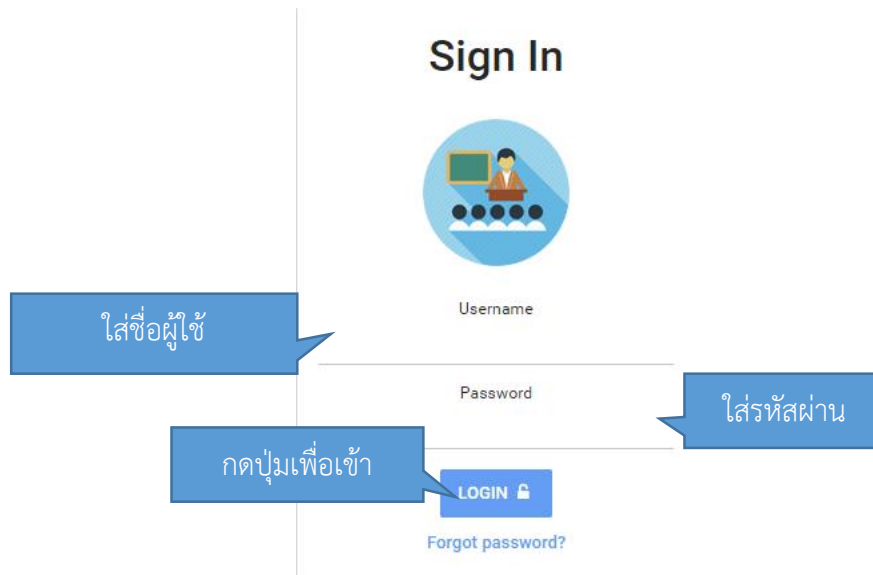 Sign In
Username
ใส่ชื่อผู้ใช้
Password
ใส่รหัสผ่าน
กดปุ่มเพื่อเข้า
LOGIN
Forgot password?